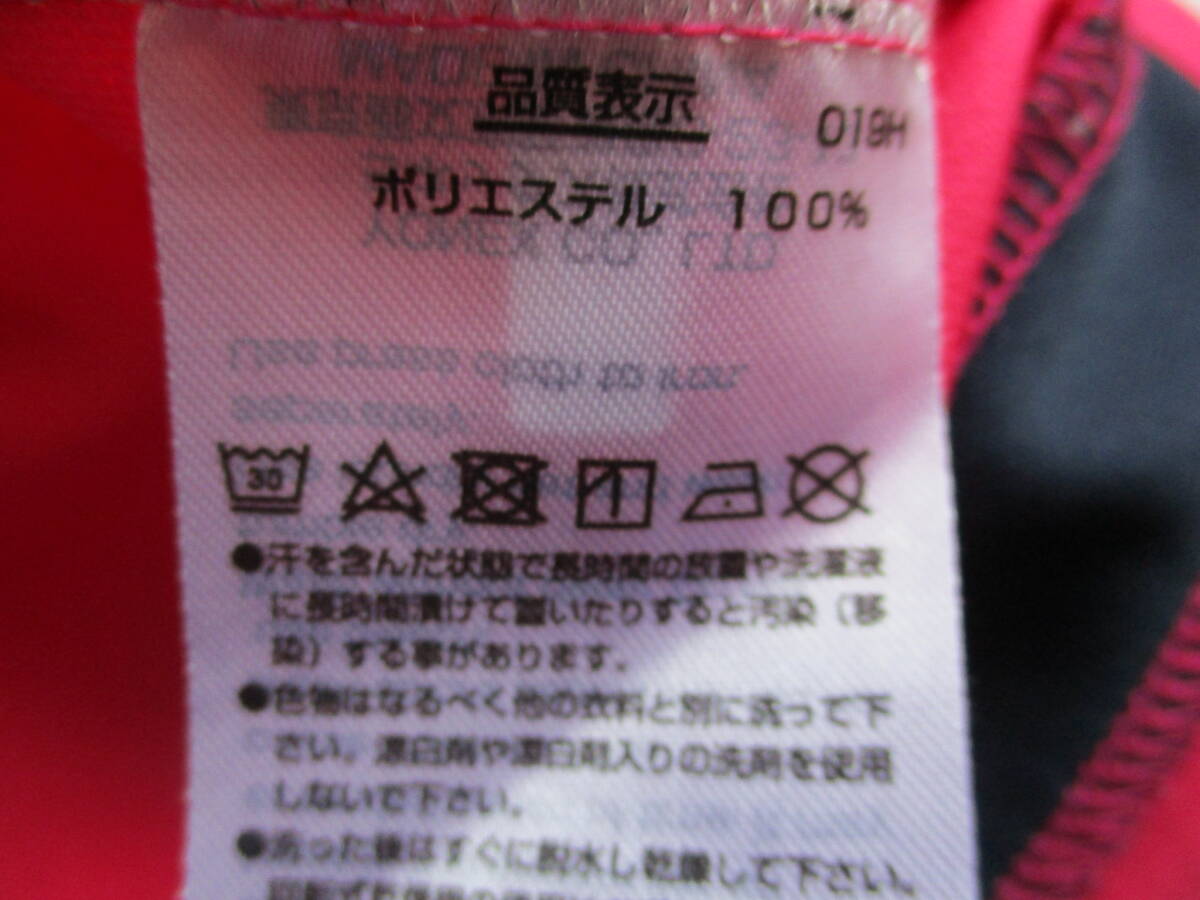 品質表示
019H
ポリエステル 100%
30
●汗を含んだ状態で長時間の放置や洗濯液
に長時間漬けて置いたりすると汚染（移
染）する事があります。
●色物はなるべく他の衣料と別に洗って下
さい。漂白剤や漂白剤入りの洗剤を使用
しないで下さい。
●洗った後はすぐに脱水し乾燥して下さい。